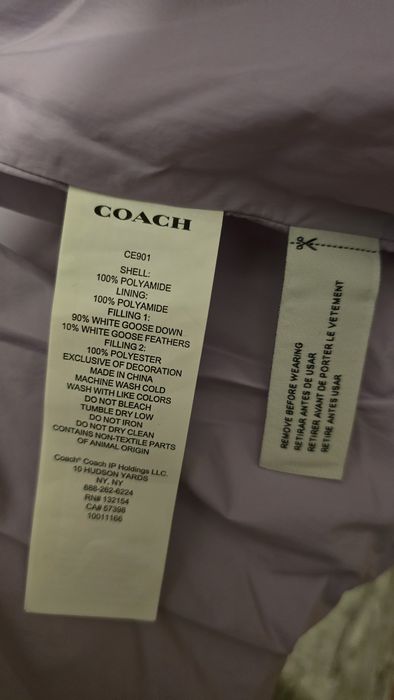 COACH
CE901
SHELL:
100% POLYAMIDE
LINING:
100% POLYAMIDE
FILLING 1:
90% WHITE GOOSE DOWN
10% WHITE GOOSE FEATHERS
FILLING 2:
100% POLYESTER
EXCLUSIVE OF DECORATION
MADE IN CHINA
MACHINE WASH COLD
WASH WITH LIKE COLORS
DO NOT BLEACH
TUMBLE DRY LOW
DO NOT IRON
DO NOT DRY CLEAN
CONTAINS NON-TEXTILE PARTS
OF ANIMAL ORIGIN
Coach® Coach IP Holdings LLC.
10 HUDSON YARDS
NY, NY
888-262-6224
RN# 132154
CA# 57398
10011166
REMOVE BEFORE WEARING
RETIRAR ANTES DE USAR
RETIRER AVANT DE PORTER LE VETEMENT
RETIRE ANTES USAR